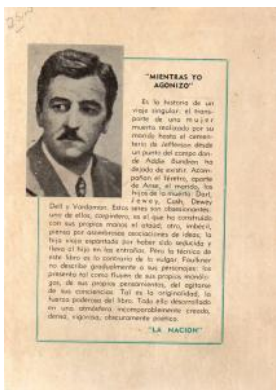 "MIENTRAS YO
AGONIZO"
Es la historia de un
viaje singular: el trans-
porte de una mujer
muerta realizado por su
marido hasta el cemen-
terio de Jefferson desde
un punto del campo don-
de Addie Bundren ha
dejado de existir. Acom-
pañan el féretro, aparte
de Anse, el marido, los
hijos de la muerta: Darl,
Jewey, Cash, Dewey
Dell y Vardaman. Estos seres son obsesionantes:
uno de ellos, carpintero, es el que ha construído
con sus propias manos el ataúd; otro, imbécil,
piensa por asombrosas asociaciones de ideas; la
hija viaja espantada por haber sido seducida y
lleva al hijo en las entrañas. Pero la técnica de
este libro es lo contrario de lo vulgar. Faulkner
no describe gradualmente a sus personajes: los
presenta tal como fluyen de sus propios monólo-
gos, de sus propios pensamientos, del agitarse
de sus conciencias. Tal es la originalidad, la
fuerza poderosa del libro. Todo ello desarrollado
en una atmósfera incomparablemente creada,
densa, vigorosa, obscuramente poética.
"LA NACION"